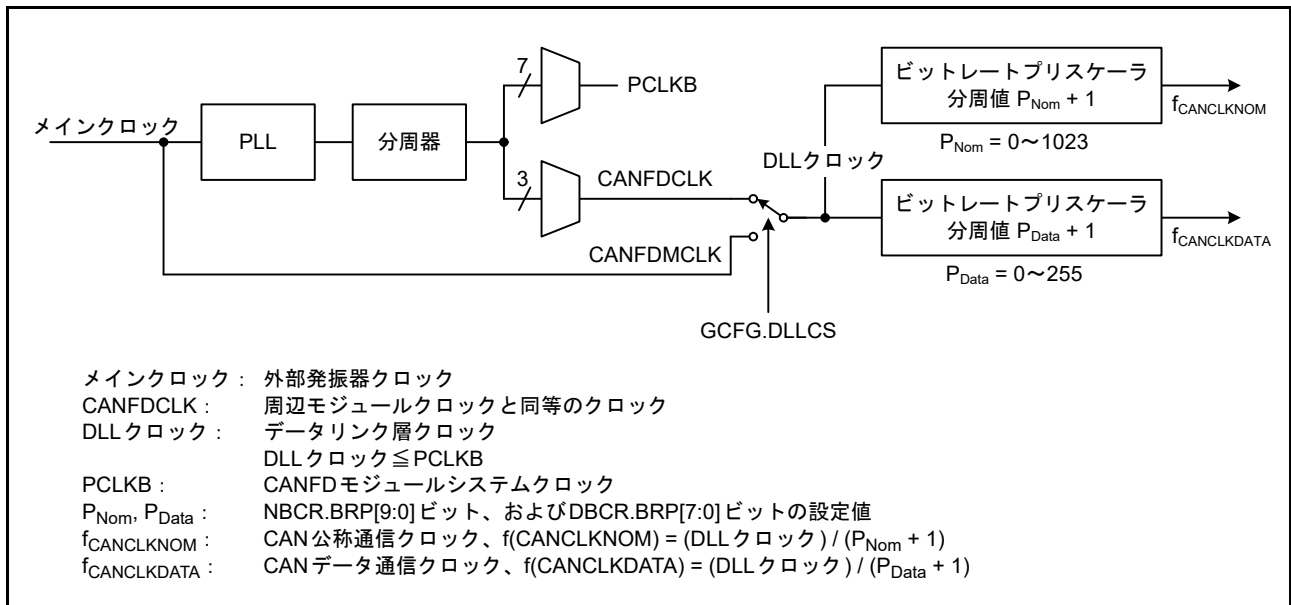 メインクロック
PLL
分周器
7
PCLKB
3
CANFDCLK
CANFDMCLK
GCFG.DLLCS
DLLクロック
ビットレートプリスケーラ
分周値 PNom + 1
PNom = 0～1023
fCANCLKNOM
ビットレートプリスケーラ
分周値 PData + 1
PData = 0～255
fCANCLKDATA
メインクロック： 外部発振器クロック
CANFDCLK： 周辺モジュールクロックと同等のクロック
DLLクロック： データリンク層クロック
DLLクロック≦PCLKB
PCLKB： CANFDモジュールシステムクロック
PNom, PData： NBCR.BRP[9:0]ビット、およびDBCR.BRP[7:0]ビットの設定値
fCANCLKNOM： CAN公称通信クロック、f(CANCLKNOM) = (DLLクロック) / (PNom + 1)
fCANCLKDATA： CANデータ通信クロック、f(CANCLKDATA) = (DLLクロック) / (PData + 1)